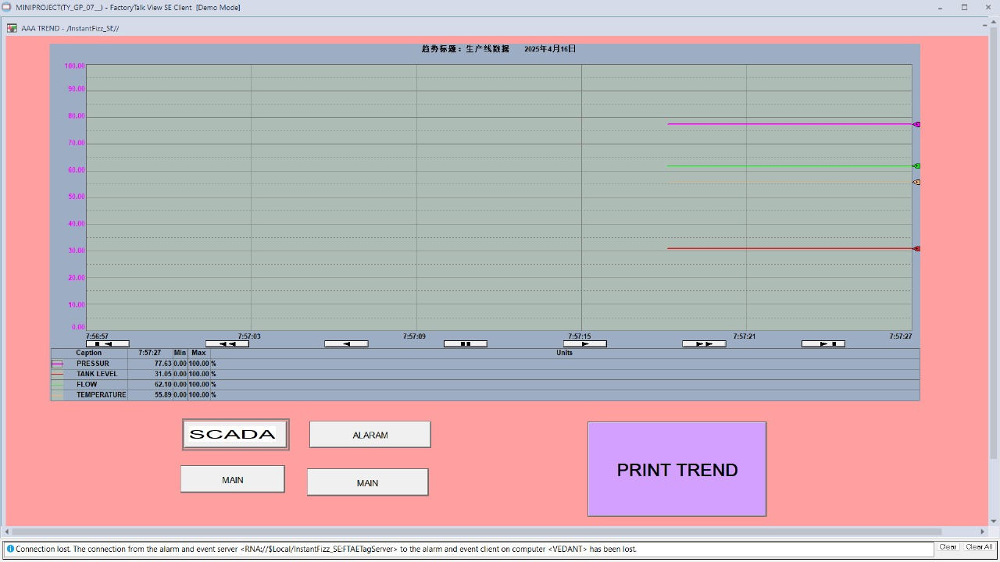 MINIPROJECT(TY_GP_07__) - FactoryTalk View SE Client  [Demo Mode]
AAA TREND - /InstantFizz_SE//
趋势标题：生产线数据 2025年4月16日
100.00
90.00
80.00
70.00
60.00
50.00
40.00
30.00
20.00
10.00
0.00
7:56:57 7:57:03 7:57:09 7:57:15 7:57:21 7:57:27
Caption 7:57:27 Min Max Units
PRESSUR 77.63 0.00 100.00 %
TANK LEVEL 31.05 0.00 100.00 %
FLOW 62.10 0.00 100.00 %
TEMPERATURE 55.89 0.00 100.00 %
SCADA ALARAM
MAIN MAIN
PRINT TREND
Connection lost. The connection from the alarm and event server <RNA://$Local/InstantFizz_SE:FTAETagServer> to the alarm and event client on computer <VEDANT> has been lost. Clear Clear All